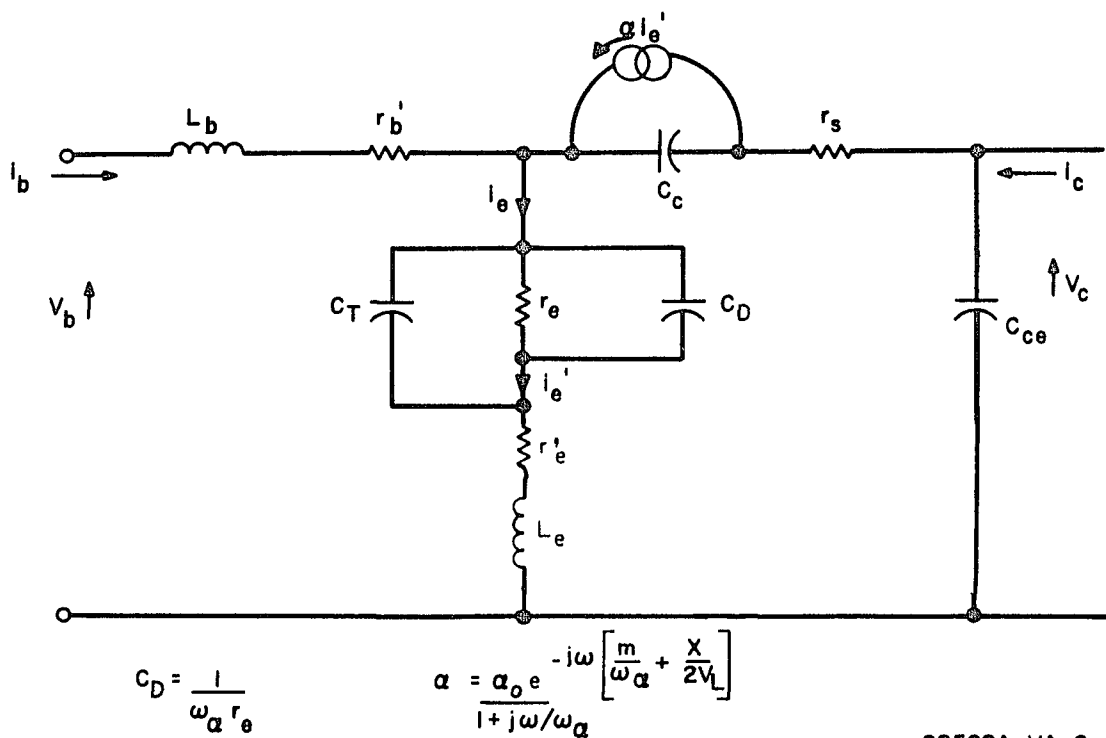 αI_e'
L_b
r_b'
r_s
I_b
C_c
I_c
I_e
V_b
C_T
r_e
C_D
V_c
C_ce
I_e'
r'_e
L_e
C_D = 1 / (ω_α r_e)
α = α_o e^{-jω[m/ω_α + X/2V_L]} / (1 + jω/ω_α)